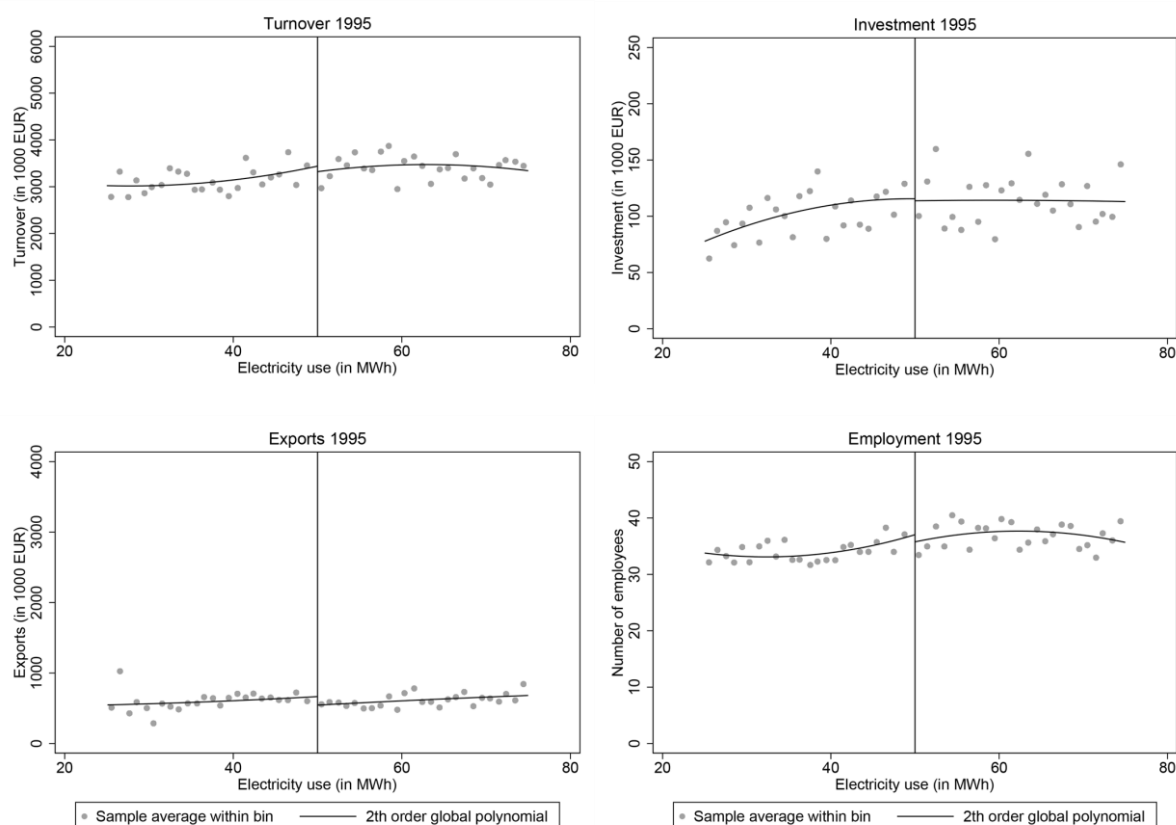 Turnover 1995
Turnover (in 1000 EUR)
0 1000 2000 3000 4000 5000 6000
20 40 60 80
Electricity use (in MWh)
Investment 1995
Investment (in 1000 EUR)
0 50 100 150 200 250
20 40 60 80
Electricity use (in MWh)
Exports 1995
Exports (in 1000 EUR)
0 1000 2000 3000 4000
20 40 60 80
Electricity use (in MWh)
Employment 1995
Number of employees
0 10 20 30 40 50
20 40 60 80
Electricity use (in MWh)
Sample average within bin 2th order global polynomial
Sample average within bin 2th order global polynomial